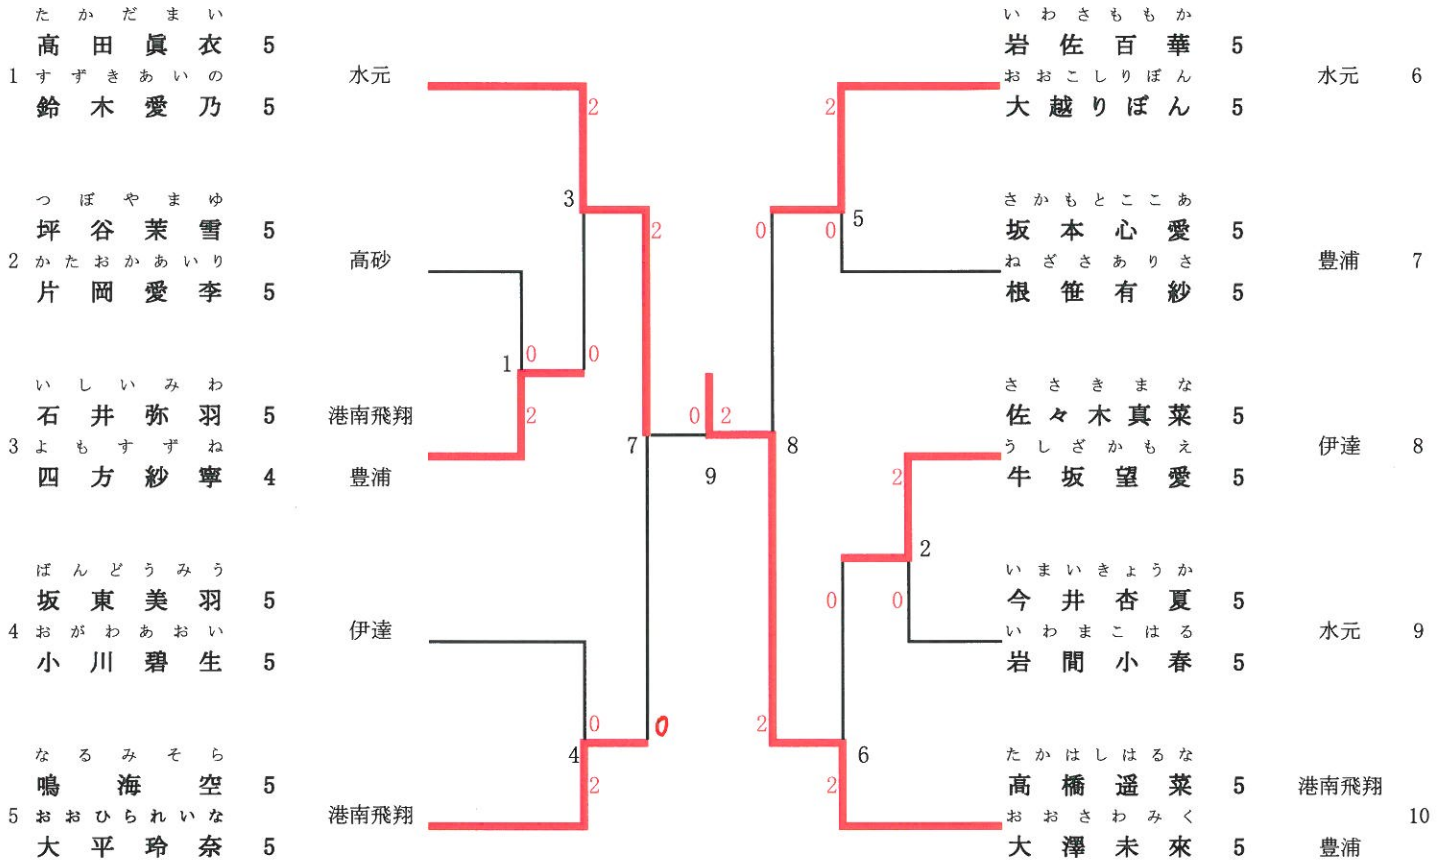 たかだまい
髙田眞衣 5
1 すずきあいの 水元
鈴木愛乃 5
つぼやまゆ
坪谷茉雪 5
2 かたおかあいり 高砂
片岡愛李 5
いしいみわ
石井弥羽 5 港南飛翔
3 よもすずね
四方紗寧 4 豊浦
ばんどうみう
坂東美羽 5
4 おがわあおい 伊達
小川碧生 5
なるみそら
鳴海空 5
5 おおひられいな 港南飛翔
大平玲奈 5
2
3
2
1 0 0
2
7
0
4
2
0
0 2
9
2
5
0 0
8
2
2
0 0
2
6
2
いわさももか
岩佐百華 5
おおこしりぼん 水元 6
大越りぼん 5
さかもとここあ
坂本心愛 5
ねざさありさ 豊浦 7
根笹有紗 5
ささきまな
佐々木真菜 5
うしざかもえ 伊達 8
牛坂望愛 5
いまいきょうか
今井杏夏 5
いわまこはる 水元 9
岩間小春 5
たかはしはるな
髙橋遥菜 5 港南飛翔
おおさわみく 10
大澤未來 5 豊浦